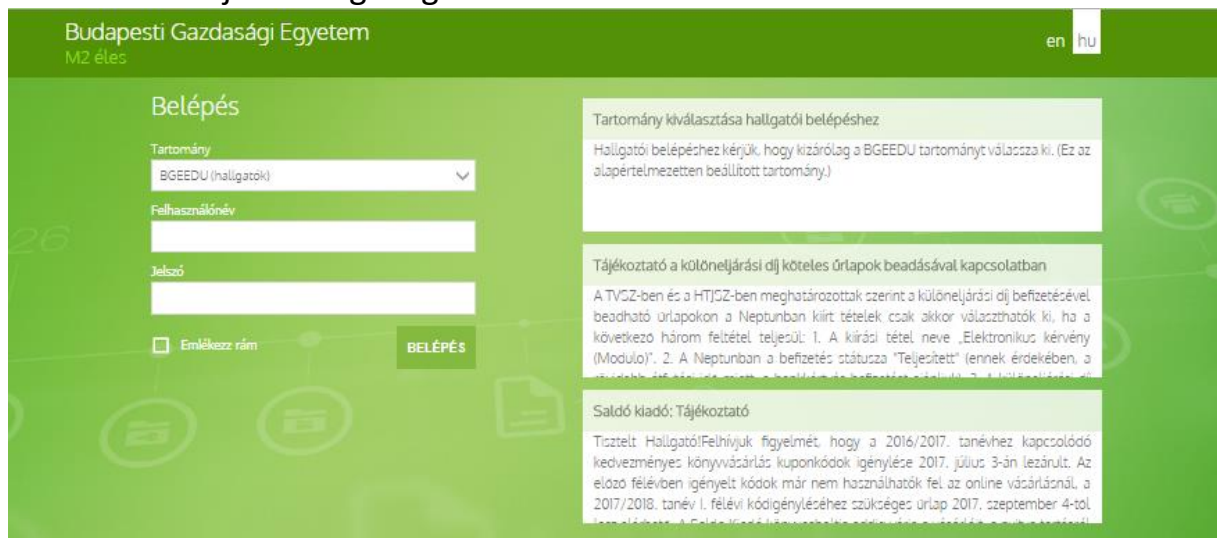 Budapesti Gazdasági Egyetem
M2 éles
en hu
Belépés
Tartomány
BGEEDU (hallgatók)
Felhasználónév
Jelszó
Emlékezz rám
BELÉPÉS
Tartomány kiválasztása hallgatói belépéshez
Hallgatói belépéshez kérjük, hogy kizárólag a BGEEDU tartományt válassza ki. (Ez az
alapértelmezetten beállított tartomány.)
Tájékoztató a különeljárási díj köteles űrlapok beadásával kapcsolatban
A TVSZ-ben és a HTJSZ-ben meghatározottak szerint a különeljárási díj befizetésével
beadható űrlapokon a Neptunban kiírt tételek csak akkor választhatók ki, ha a
következő három feltétel teljesül: 1. A kiírási tétel neve „Elektronikus kérvény
(Modulo)". 2. A Neptunban a befizetés státusza "Teljesített" (ennek érdekében, a
Saldó kiadó: Tájékoztató
Tisztelt Hallgató!Felhívjuk figyelmét, hogy a 2016/2017. tanévhez kapcsolódó
kedvezményes könyvvásárlás kuponkódok igénylése 2017. július 3-án lezárult. Az
előző félévben igényelt kódok már nem használhatók fel az online vásárlásnál, a
2017/2018. tanév I. félévi kódigényléséhez szükséges űrlap 2017. szeptember 4-től